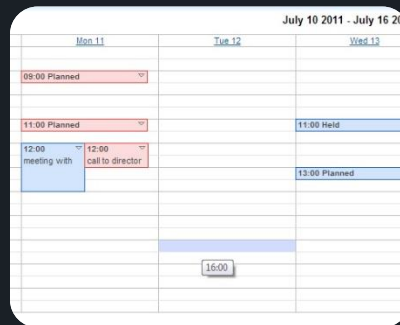 July 10 2011 - July 16 20
Mon 11
Tue 12
Wed 13
09:00 Planned
11:00 Planned
11:00 Held
12:00
meeting with
12:00
call to director
13:00 Planned
16:00